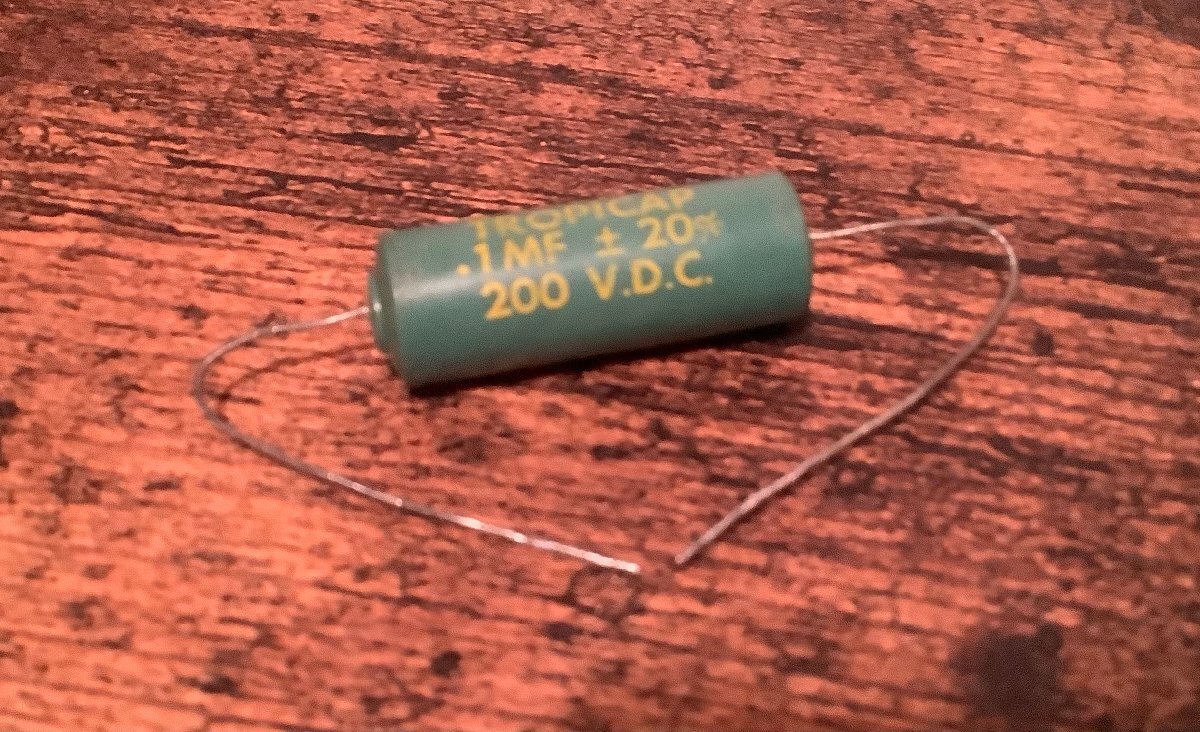 TROPICAP
.1MF ± 20%
200 V.D.C.